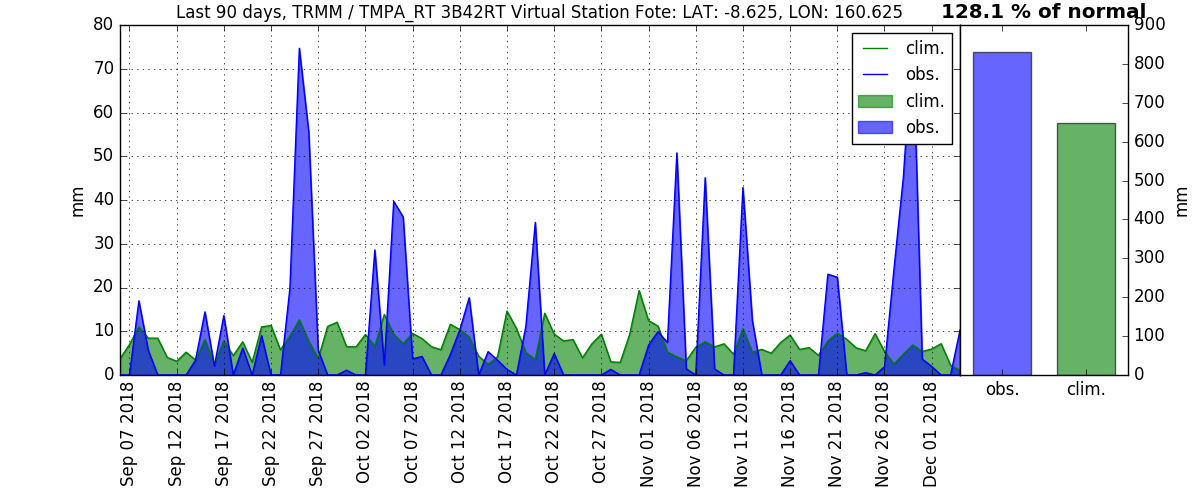 Last 90 days, TRMM / TMPA_RT 3B42RT Virtual Station Fote: LAT: -8.625, LON: 160.625
128.1 % of normal
80
70
60
50
40
30
20
10
0
mm
clim.
obs.
clim.
obs.
Sep 07 2018
Sep 12 2018
Sep 17 2018
Sep 22 2018
Sep 27 2018
Oct 02 2018
Oct 07 2018
Oct 12 2018
Oct 17 2018
Oct 22 2018
Oct 27 2018
Nov 01 2018
Nov 06 2018
Nov 11 2018
Nov 16 2018
Nov 21 2018
Nov 26 2018
Dec 01 2018
900
800
700
600
500
400
300
200
100
0
mm
obs.
clim.